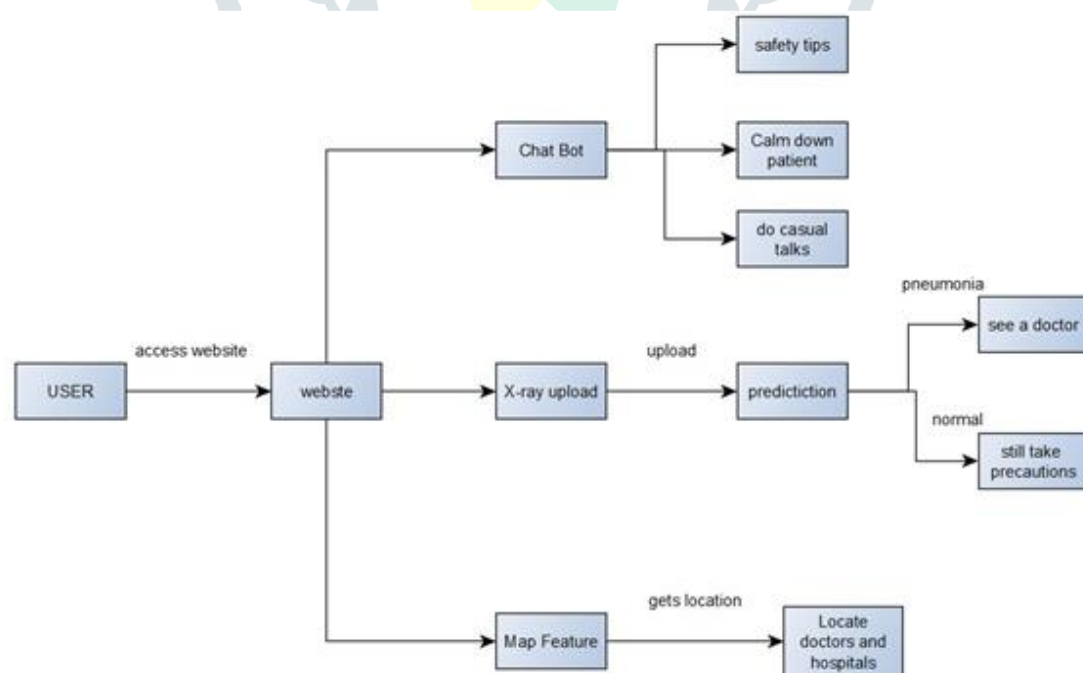 safety tips
Chat Bot
Calm down
patient
do casual
talks
pneumonia
see a doctor
access website
upload
USER
webste
X-ray upload
predictiction
normal
still take
precautions
gets location
Map Feature
Locate
doctors and
hospitals